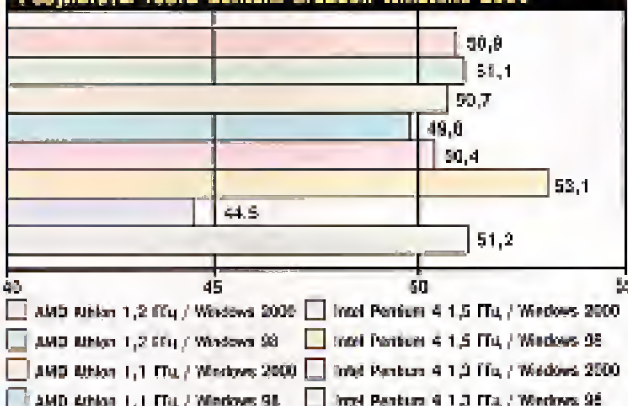 50,9
51,1
50,7
49,8
50,4
53,1
44,5
51,2
40 45 50 55
AMD Athlon 1,2 ГГц / Windows 2000 Intel Pentium 4 1,5 ГГц / Windows 2000
AMD Athlon 1,2 ГГц / Windows 98 Intel Pentium 4 1,5 ГГц / Windows 98
AMD Athlon 1,1 ГГц / Windows 2000 Intel Pentium 4 1,3 ГГц / Windows 2000
AMD Athlon 1,1 ГГц / Windows 98 Intel Pentium 4 1,3 ГГц / Windows 98